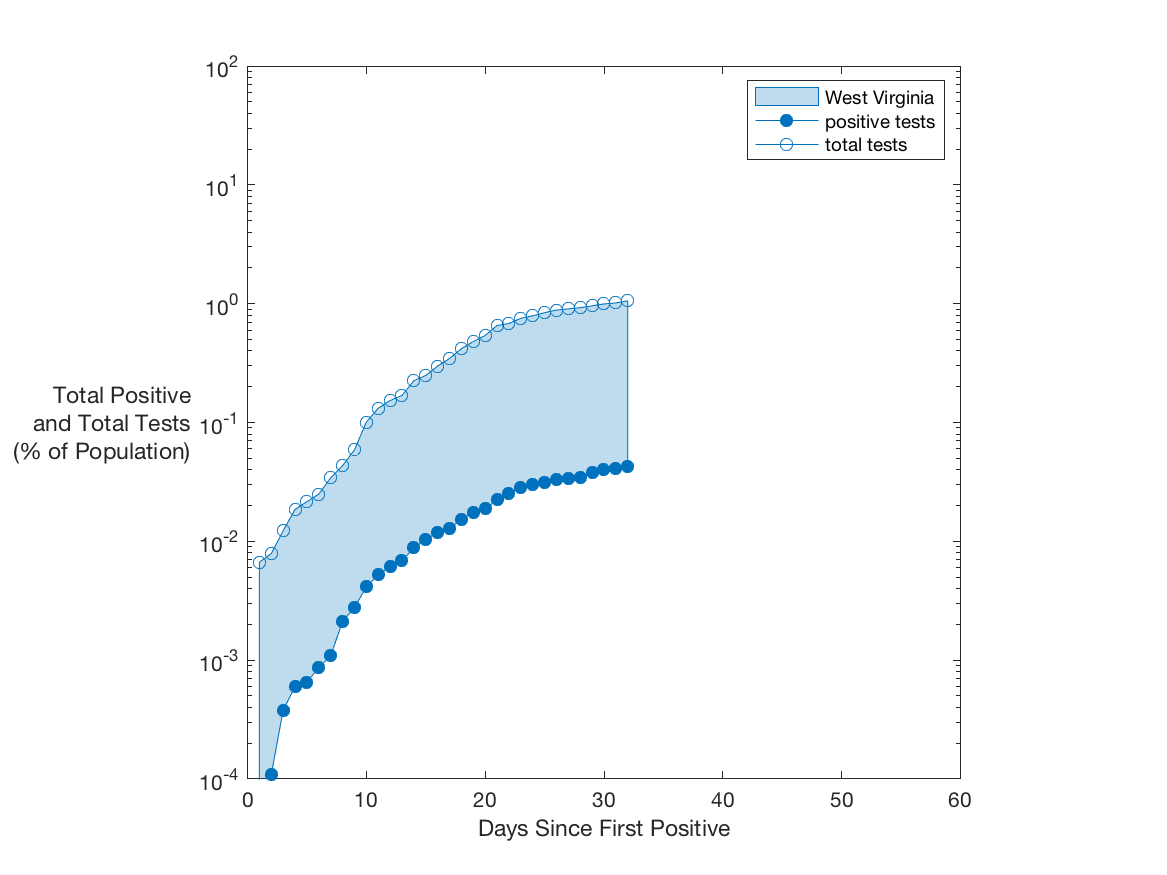 10^2
West Virginia
positive tests
total tests
10^1
10^0
Total Positive
and Total Tests
(% of Population)
10^-1
10^-2
10^-3
10^-4
0 10 20 30 40 50 60
Days Since First Positive